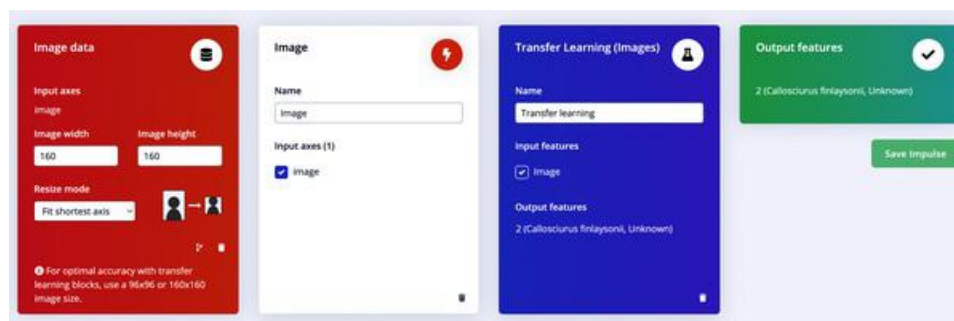 Image data
Input axes
image
Image width
Image height
160
160
Resize mode
Fit shortest axis
For optimal accuracy with transfer
learning blocks, use a 96x96 or 160x160
image size.
Image
Name
Image
Input axes (1)
image
Transfer Learning (Images)
Name
Transfer learning
Input features
Image
Output features
2 (Callosciurus finlaysonii, Unknown)
Output features
2 (Callosciurus finlaysonii, Unknown)
Save Impulse